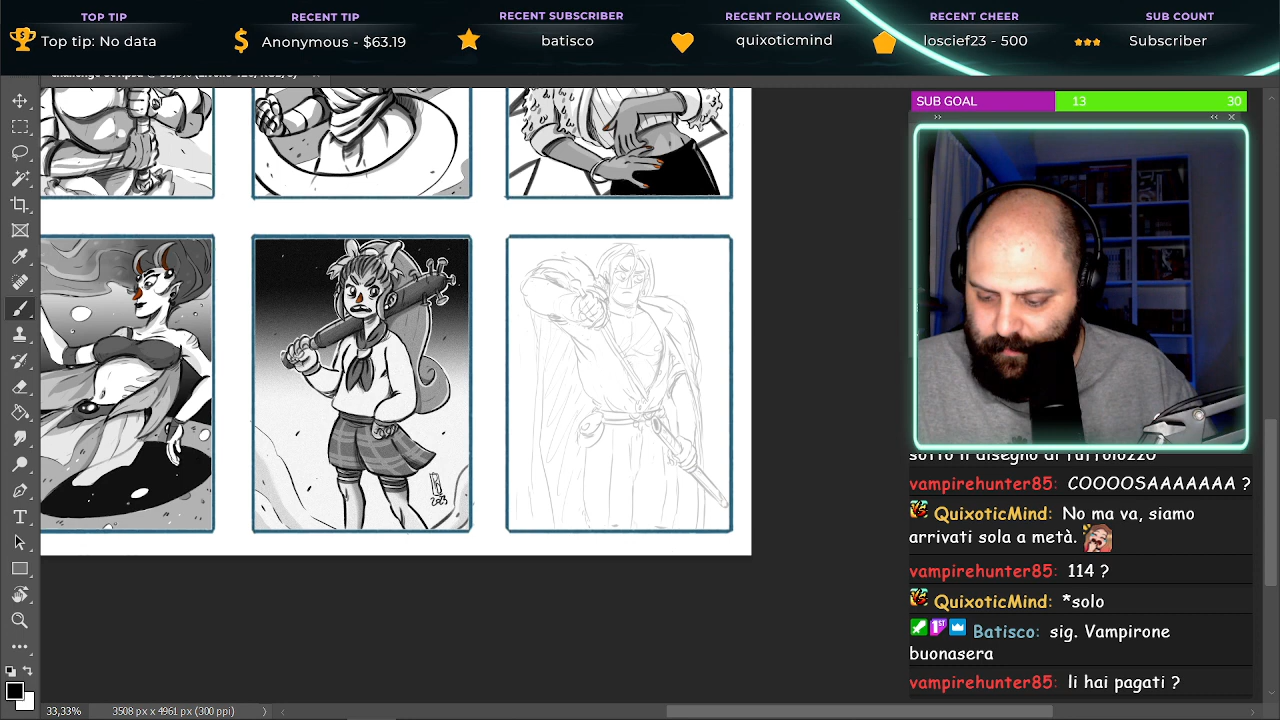 TOP TIP
Top tip: No data
RECENT TIP
Anonymous - $63.19
RECENT SUBSCRIBER
batisco
RECENT FOLLOWER
quixoticmind
RECENT CHEER
loscief23 - 500
SUB COUNT
Subscriber
SUB GOAL 13 30
vampirehunter85: COOOOSAAAAAA ?
QuixoticMind: No ma va, siamo
arrivati sola a metà.
vampirehunter85: 114 ?
QuixoticMind: *solo
1ST Batisco: sig. Vampirone
buonasera
vampirehunter85: li hai pagati ?
2023
33,33% 3508 px x 4961 px (300 ppi)